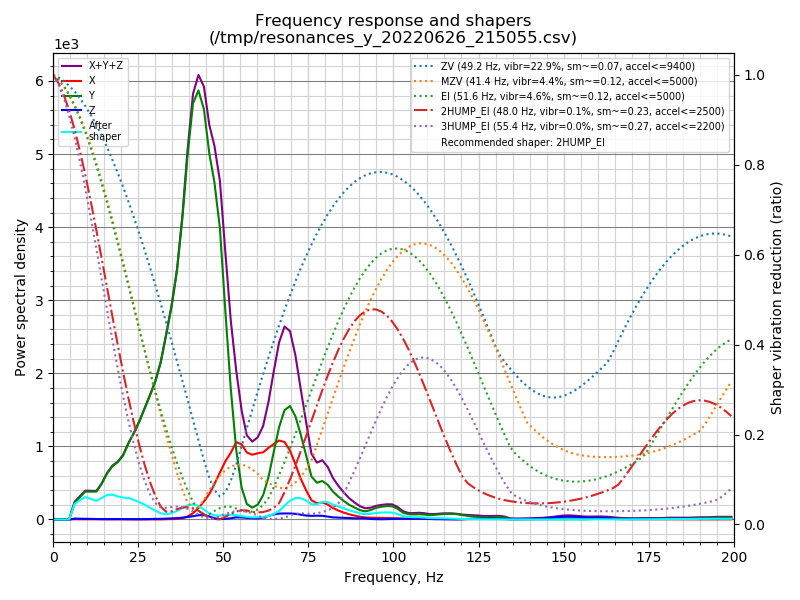 Frequency response and shapers
(/tmp/resonances_y_20220626_215055.csv)
1e3
X+Y+Z
X
Y
Z
After
shaper
ZV (49.2 Hz, vibr=22.9%, sm~=0.07, accel<=9400)
MZV (41.4 Hz, vibr=4.4%, sm~=0.12, accel<=5000)
EI (51.6 Hz, vibr=4.6%, sm~=0.12, accel<=5000)
2HUMP_EI (48.0 Hz, vibr=0.1%, sm~=0.23, accel<=2500)
3HUMP_EI (55.4 Hz, vibr=0.0%, sm~=0.27, accel<=2200)
Recommended shaper: 2HUMP_EI
Power spectral density
6
5
4
3
2
1
0
1.0
0.8
0.6
0.4
0.2
0.0
Shaper vibration reduction (ratio)
0 25 50 75 100 125 150 175 200
Frequency, Hz